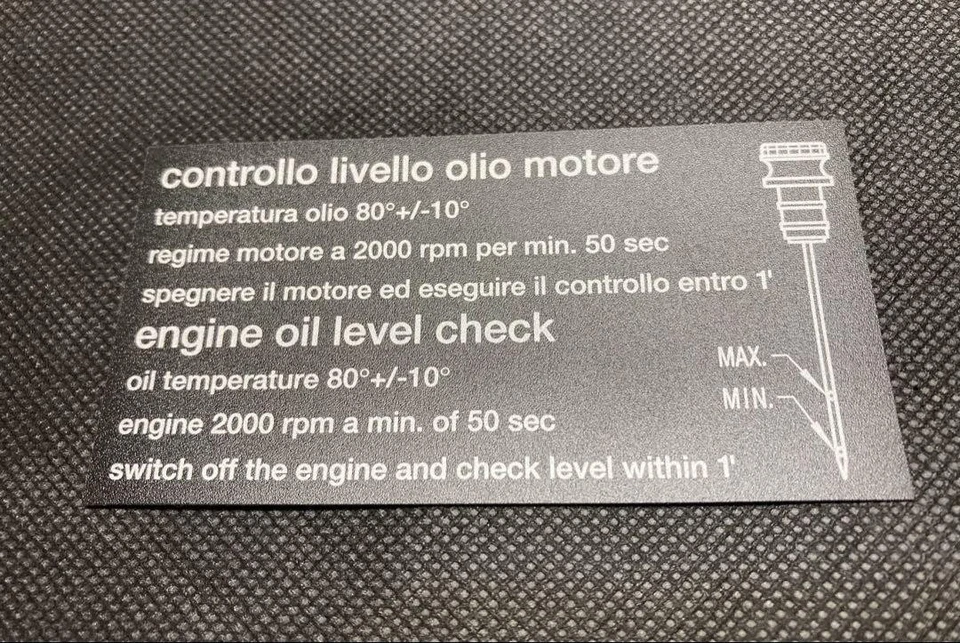 controllo livello olio motore
temperatura olio 80°+/-10°
regime motore a 2000 rpm per min. 50 sec
spegnere il motore ed eseguire il controllo entro 1'
engine oil level check
oil temperature 80°+/-10°
engine 2000 rpm a min. of 50 sec
switch off the engine and check level within 1'
MAX.
MIN.